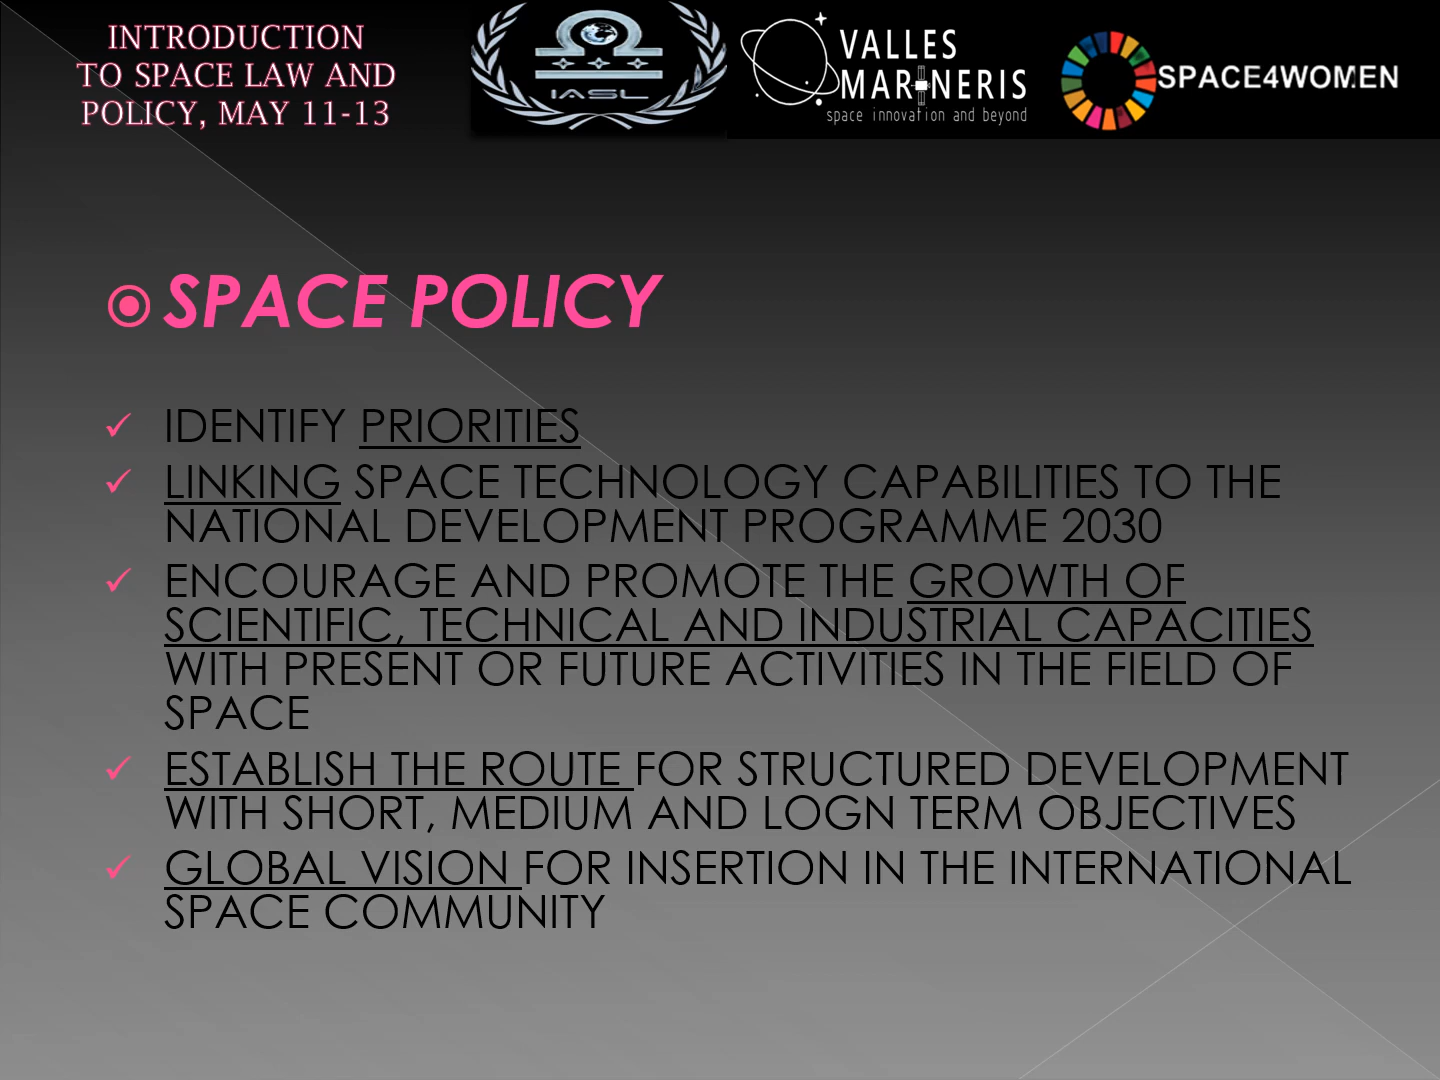 INTRODUCTION
TO SPACE LAW AND
POLICY, MAY 11-13
IASL
VALLES
MARINERIS
space innovation and beyond
SPACE4WOMEN
SPACE POLICY
IDENTIFY PRIORITIES
LINKING SPACE TECHNOLOGY CAPABILITIES TO THE
NATIONAL DEVELOPMENT PROGRAMME 2030
ENCOURAGE AND PROMOTE THE GROWTH OF
SCIENTIFIC, TECHNICAL AND INDUSTRIAL CAPACITIES
WITH PRESENT OR FUTURE ACTIVITIES IN THE FIELD OF
SPACE
ESTABLISH THE ROUTE FOR STRUCTURED DEVELOPMENT
WITH SHORT, MEDIUM AND LOGN TERM OBJECTIVES
GLOBAL VISION FOR INSERTION IN THE INTERNATIONAL
SPACE COMMUNITY